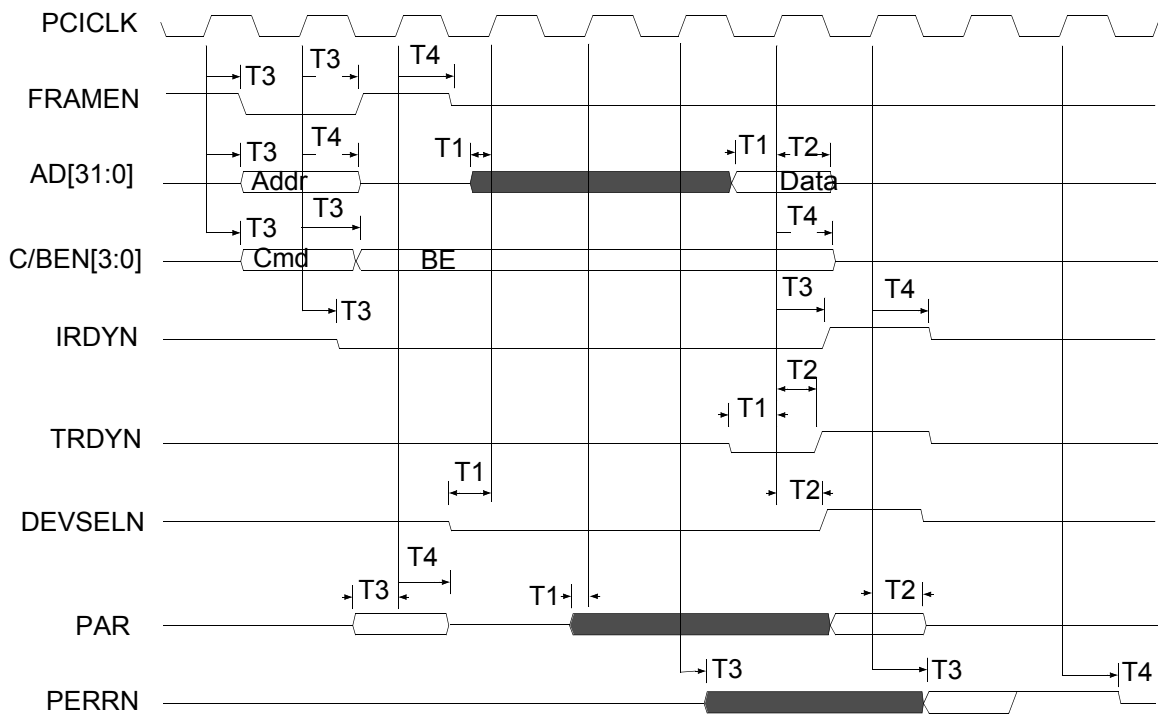 PCICLK
T3 T3 T4
FRAMEN
T3 T4 T1 T1 T2
AD[31:0] Addr Data
T3 T3 T4
C/BEN[3:0] Cmd BE
T3 T3 T4
IRDYN
T2
T1
TRDYN
T1 T2
DEVSELN
T4
T3 T1 T2
PAR
T3 T3 T4
PERRN